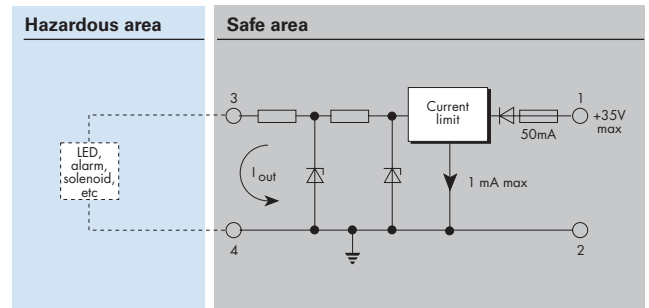 Hazardous area
Safe area
3
1
Current
limit
+35V
max
50mA
LED,
alarm,
solenoid,
etc
I out
1 mA max
4
2